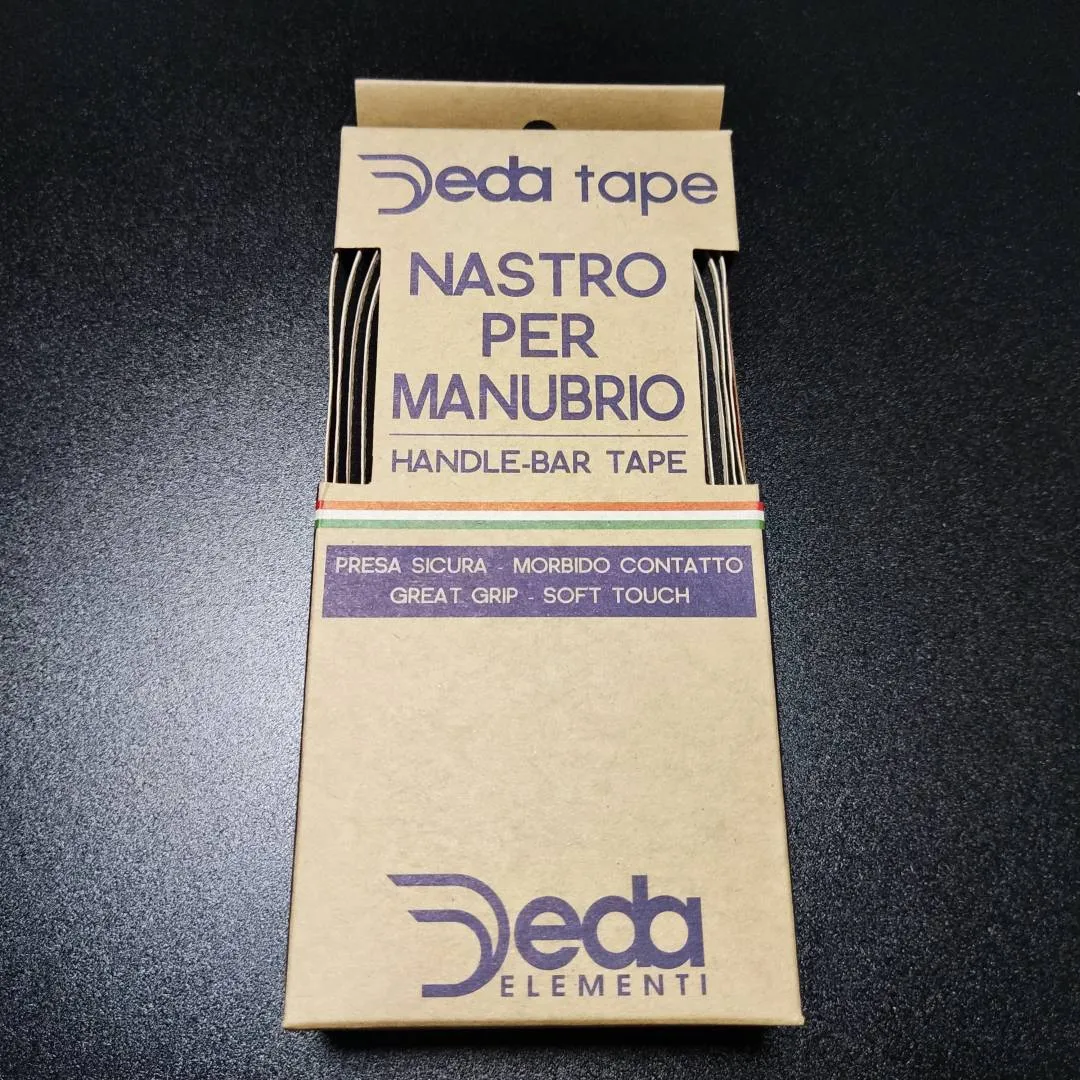 Deda tape
NASTRO
PER
MANUBRIO
HANDLE-BAR TAPE
PRESA SICURA - MORBIDO CONTATTO
GREAT GRIP - SOFT TOUCH
Deda
ELEMENTI